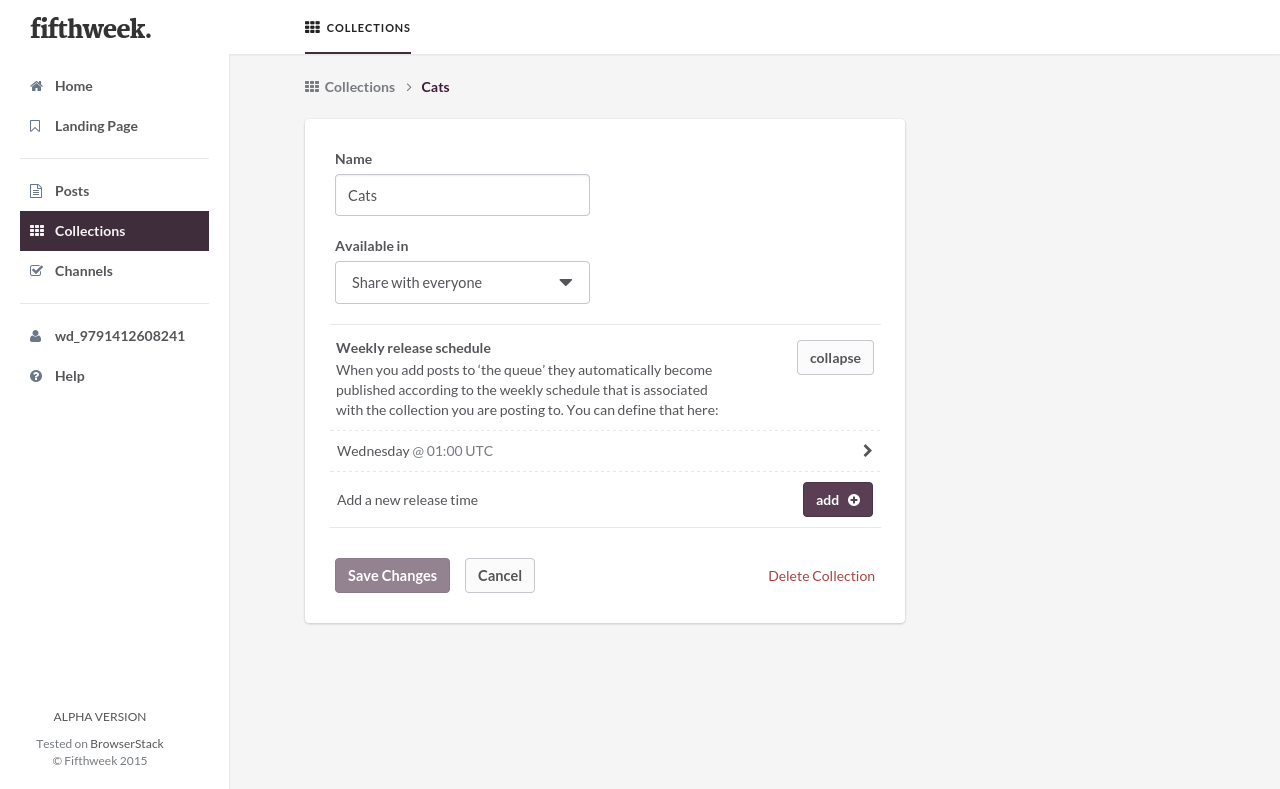 fifthweek.
COLLECTIONS
Home
Landing Page
Posts
Collections
Channels
wd_9791412608241
Help
ALPHA VERSION
Tested on BrowserStack
© Fifthweek 2015
Collections > Cats
Name
Cats
Available in
Share with everyone
Weekly release schedule
collapse
When you add posts to ‘the queue’ they automatically become
published according to the weekly schedule that is associated
with the collection you are posting to. You can define that here:
Wednesday @ 01:00 UTC
Add a new release time
add
Save Changes
Cancel
Delete Collection